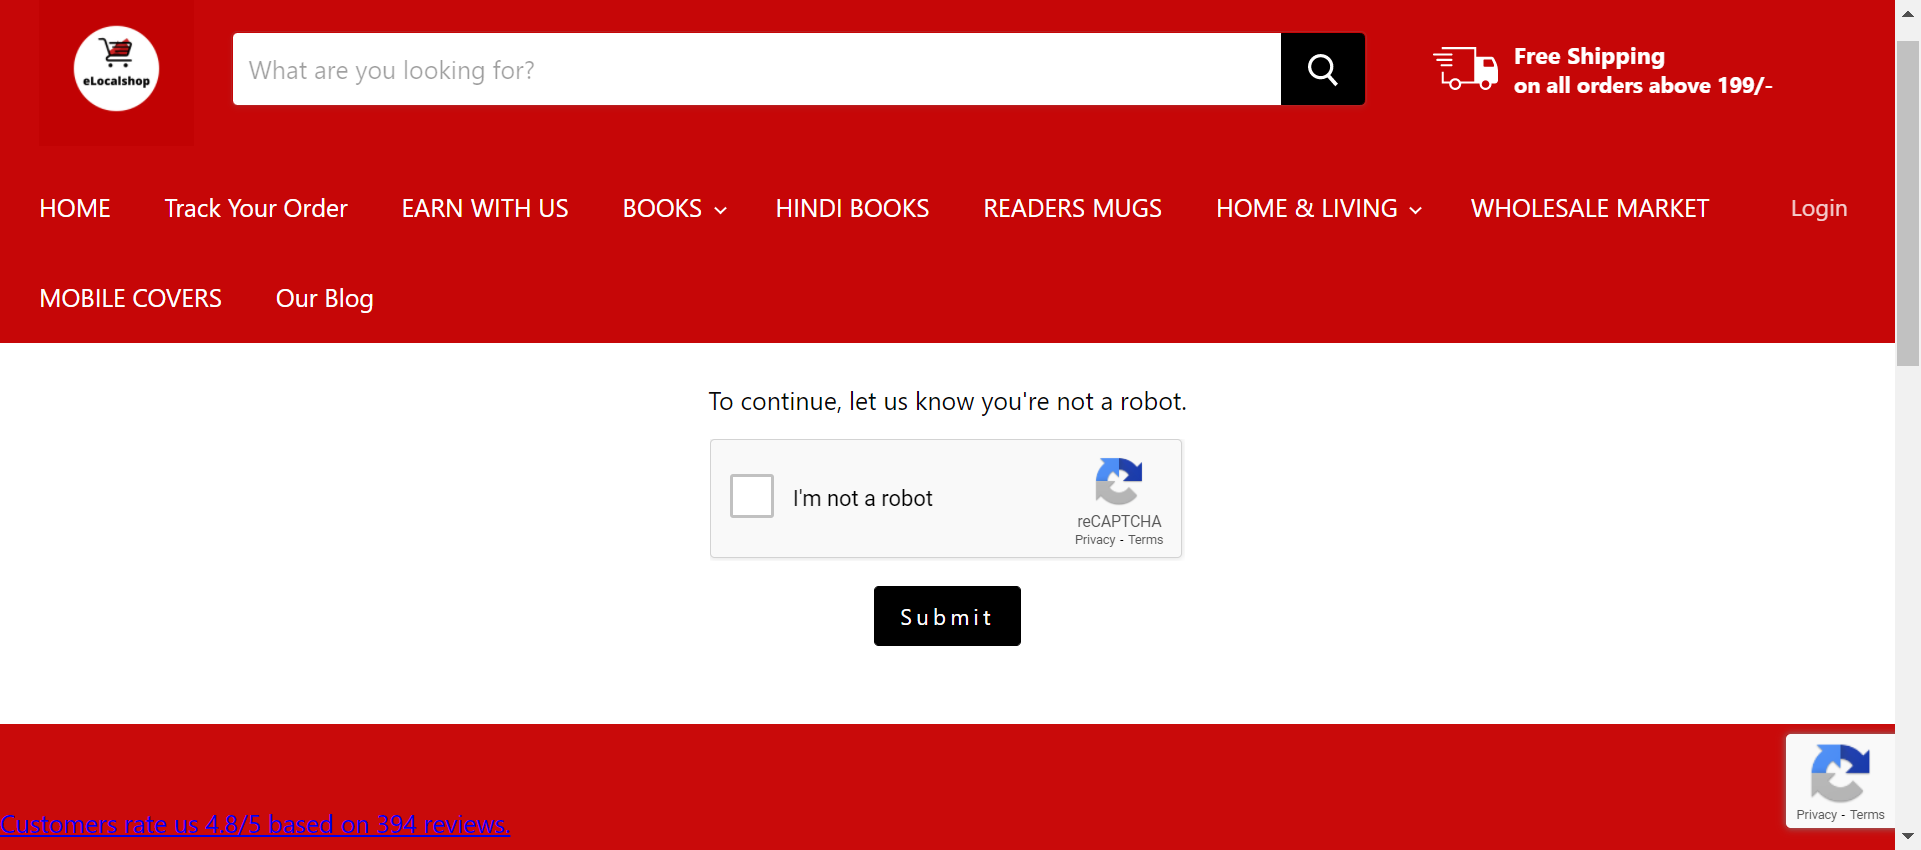 eLocalshop
What are you looking for?
Free Shipping
on all orders above 199/-
HOME Track Your Order EARN WITH US BOOKS HINDI BOOKS READERS MUGS HOME & LIVING WHOLESALE MARKET Login
MOBILE COVERS Our Blog
To continue, let us know you're not a robot.
I'm not a robot
reCAPTCHA
Privacy - Terms
Submit
Customers rate us 4.8/5 based on 394 reviews.
Privacy - Terms